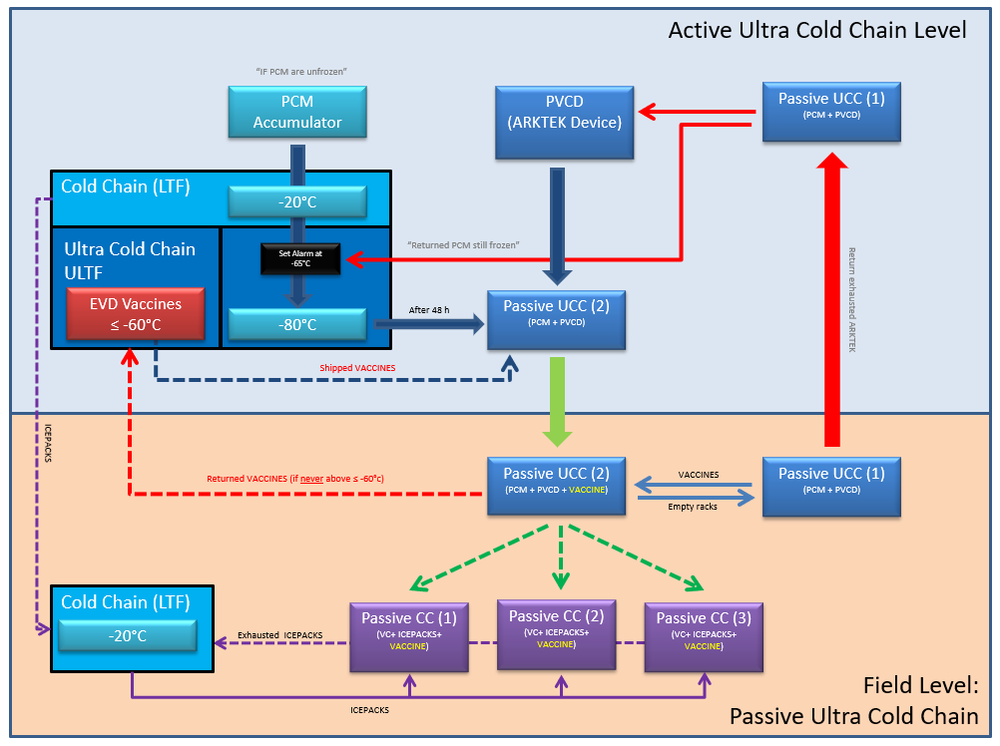 Active Ultra Cold Chain Level
“IF PCM are unfrozen”
PCM
Accumulator
PVCD
(ARKTEK Device)
Passive UCC (1)
(PCM + PVCD)
Cold Chain (LTF)
-20°C
Ultra Cold Chain
ULTF
Set Alarm at
-65°C
“Returned PCM still frozen”
EVD Vaccines
≤ -60°C
-80°C
After 48 h
Passive UCC (2)
(PCM + PVCD)
Return exhausted ARKTEK
Shipped VACCINES
ICEPACKS
Passive UCC (2)
(PCM + PVCD + VACCINE)
Returned VACCINES (if never above ≤ -60°c)
VACCINES
Empty racks
Passive UCC (1)
(PCM + PVCD)
Cold Chain (LTF)
-20°C
Exhausted ICEPACKS
Passive CC (1)
(VC+ ICEPACKS+
VACCINE)
Passive CC (2)
(VC+ ICEPACKS+
VACCINE)
Passive CC (3)
(VC+ ICEPACKS+
VACCINE)
ICEPACKS
Field Level:
Passive Ultra Cold Chain